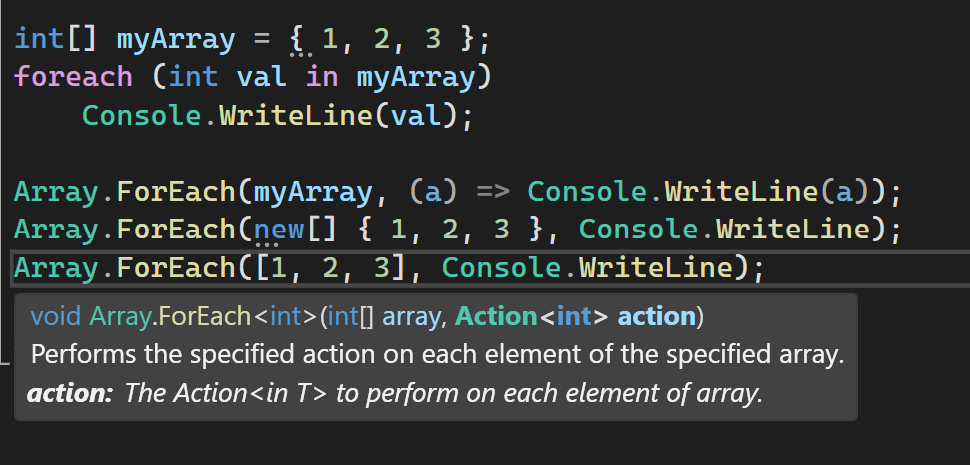 int[] myArray = { 1, 2, 3 };
foreach (int val in myArray)
    Console.WriteLine(val);
Array.ForEach(myArray, (a) => Console.WriteLine(a));
Array.ForEach(new[] { 1, 2, 3 }, Console.WriteLine);
Array.ForEach([1, 2, 3], Console.WriteLine);
void Array.ForEach<int>(int[] array, Action<int> action)
Performs the specified action on each element of the specified array.
action: The Action<in T> to perform on each element of array.